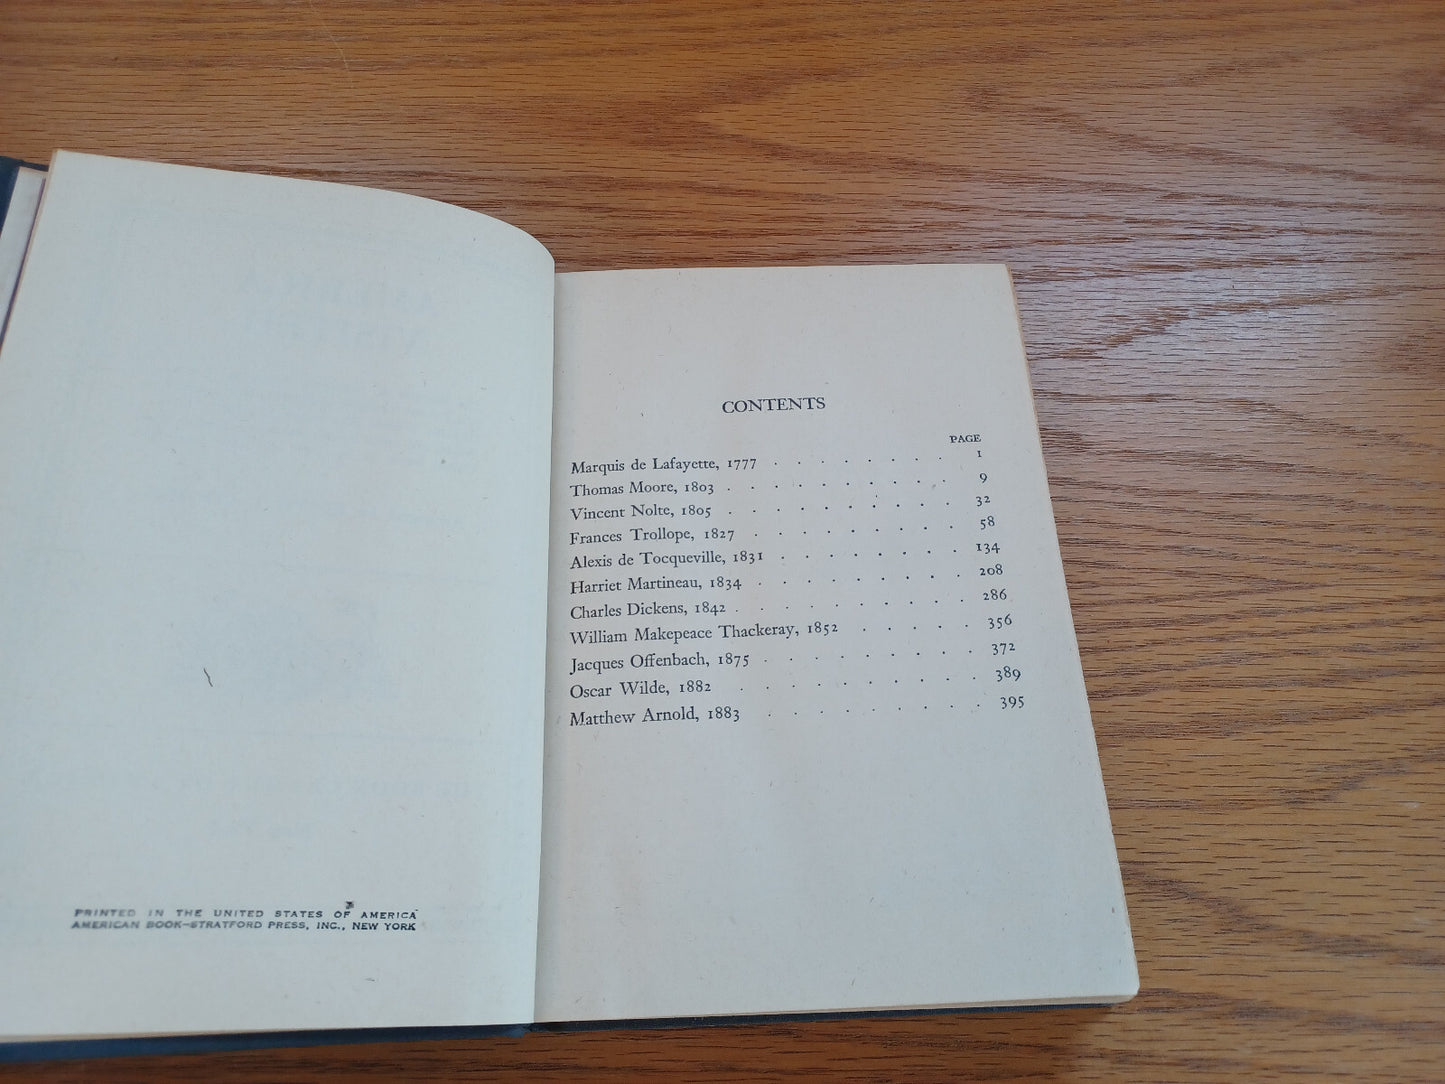 PRINTED IN THE UNITED STATES OF AMERICA
AMERICAN BOOK—STRATFORD PRESS, INC., NEW YORK
CONTENTS
PAGE
Marquis de Lafayette, 1777 . . . . . . . . 1
Thomas Moore, 1803 . . . . . . . . . . 9
Vincent Nolte, 1805 . . . . . . . . . . 32
Frances Trollope, 1827 . . . . . . . . . 58
Alexis de Tocqueville, 1831 . . . . . . . . 134
Harriet Martineau, 1834 . . . . . . . . . 208
Charles Dickens, 1842 . . . . . . . . . . 286
William Makepeace Thackeray, 1852 . . . . . 356
Jacques Offenbach, 1875 . . . . . . . . . 372
Oscar Wilde, 1882 . . . . . . . . . . 389
Matthew Arnold, 1883 . . . . . . . . . 395